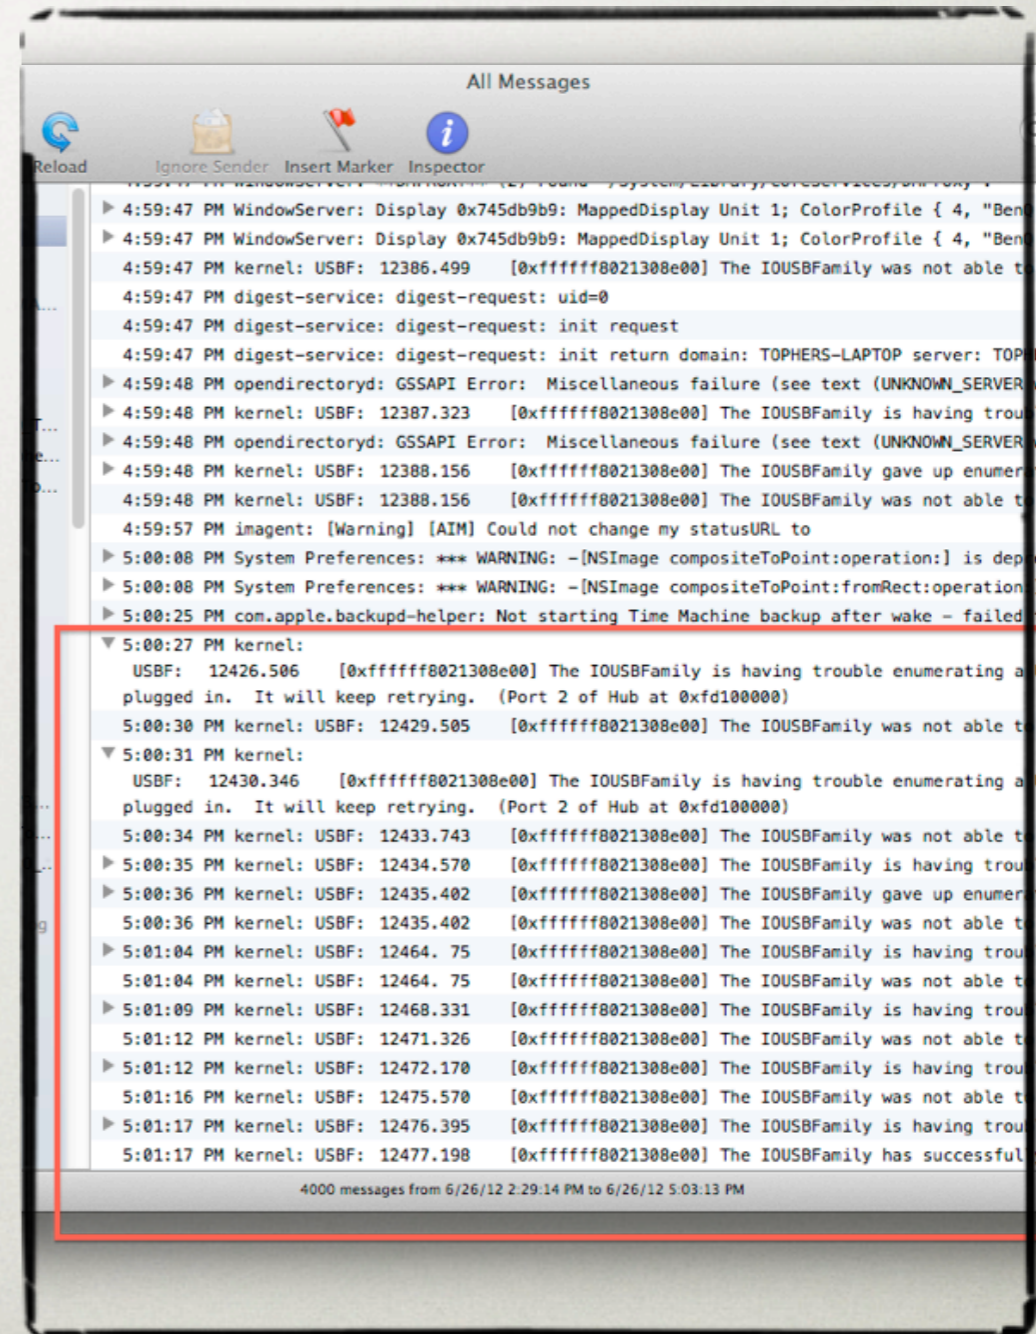 All Messages
Reload Ignore Sender Insert Marker Inspector
4:59:47 PM WindowServer: Display 0x745db9b9: MappedDisplay Unit 1; ColorProfile { 4, "BenQ
4:59:47 PM WindowServer: Display 0x745db9b9: MappedDisplay Unit 1; ColorProfile { 4, "BenQ
4:59:47 PM kernel: USBF: 12386.499 [0xffffff8021308e00] The IOUSBFamily was not able to
4:59:47 PM digest-service: digest-request: uid=0
4:59:47 PM digest-service: digest-request: init request
4:59:47 PM digest-service: digest-request: init return domain: TOPHERS-LAPTOP server: TOP
4:59:48 PM opendirectoryd: GSSAPI Error: Miscellaneous failure (see text (UNKNOWN_SERVER
4:59:48 PM kernel: USBF: 12387.323 [0xffffff8021308e00] The IOUSBFamily is having trou
4:59:48 PM opendirectoryd: GSSAPI Error: Miscellaneous failure (see text (UNKNOWN_SERVER
4:59:48 PM kernel: USBF: 12388.156 [0xffffff8021308e00] The IOUSBFamily gave up enumer
4:59:48 PM kernel: USBF: 12388.156 [0xffffff8021308e00] The IOUSBFamily was not able t
4:59:57 PM imagent: [Warning] [AIM] Could not change my statusURL to
5:00:08 PM System Preferences: *** WARNING: -[NSImage compositeToPoint:operation:] is dep
5:00:08 PM System Preferences: *** WARNING: -[NSImage compositeToPoint:fromRect:operation:
5:00:25 PM com.apple.backupd-helper: Not starting Time Machine backup after wake - failed
5:00:27 PM kernel:
USBF: 12426.506 [0xffffff8021308e00] The IOUSBFamily is having trouble enumerating a
plugged in. It will keep retrying. (Port 2 of Hub at 0xfd100000)
5:00:30 PM kernel: USBF: 12429.505 [0xffffff8021308e00] The IOUSBFamily was not able to
5:00:31 PM kernel:
USBF: 12430.346 [0xffffff8021308e00] The IOUSBFamily is having trouble enumerating a
plugged in. It will keep retrying. (Port 2 of Hub at 0xfd100000)
5:00:34 PM kernel: USBF: 12433.743 [0xffffff8021308e00] The IOUSBFamily was not able t
5:00:35 PM kernel: USBF: 12434.570 [0xffffff8021308e00] The IOUSBFamily is having trou
5:00:36 PM kernel: USBF: 12435.402 [0xffffff8021308e00] The IOUSBFamily gave up enumer
5:00:36 PM kernel: USBF: 12435.402 [0xffffff8021308e00] The IOUSBFamily was not able t
5:01:04 PM kernel: USBF: 12464. 75 [0xffffff8021308e00] The IOUSBFamily is having trou
5:01:04 PM kernel: USBF: 12464. 75 [0xffffff8021308e00] The IOUSBFamily was not able t
5:01:09 PM kernel: USBF: 12468.331 [0xffffff8021308e00] The IOUSBFamily is having trou
5:01:12 PM kernel: USBF: 12471.326 [0xffffff8021308e00] The IOUSBFamily was not able t
5:01:12 PM kernel: USBF: 12472.170 [0xffffff8021308e00] The IOUSBFamily is having trou
5:01:16 PM kernel: USBF: 12475.570 [0xffffff8021308e00] The IOUSBFamily was not able t
5:01:17 PM kernel: USBF: 12476.395 [0xffffff8021308e00] The IOUSBFamily is having trou
5:01:17 PM kernel: USBF: 12477.198 [0xffffff8021308e00] The IOUSBFamily has successful
4000 messages from 6/26/12 2:29:14 PM to 6/26/12 5:03:13 PM